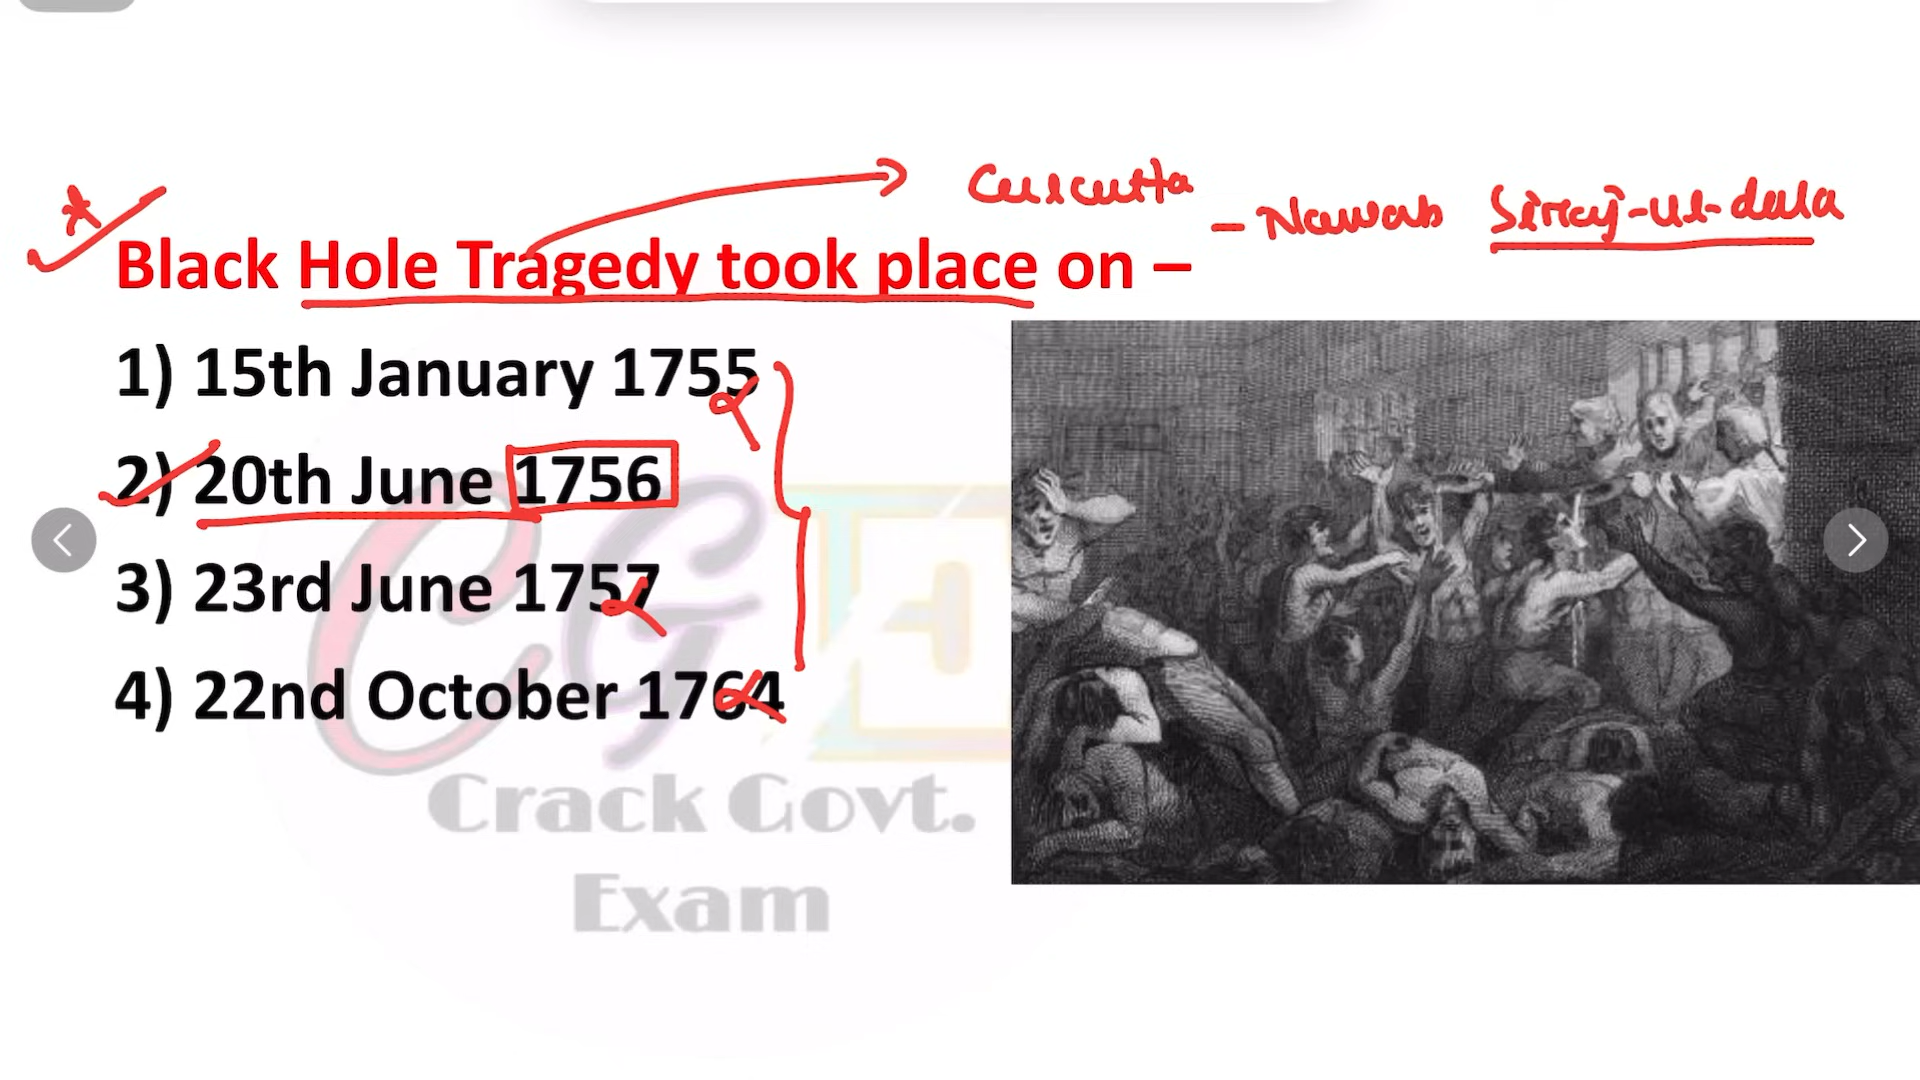 Calcutta
- Nawab Siraj-ul-daula
Black Hole Tragedy took place on –
1) 15th January 1755
2) 20th June 1756
3) 23rd June 1757
4) 22nd October 1764
CGE
Crack Govt.
Exam